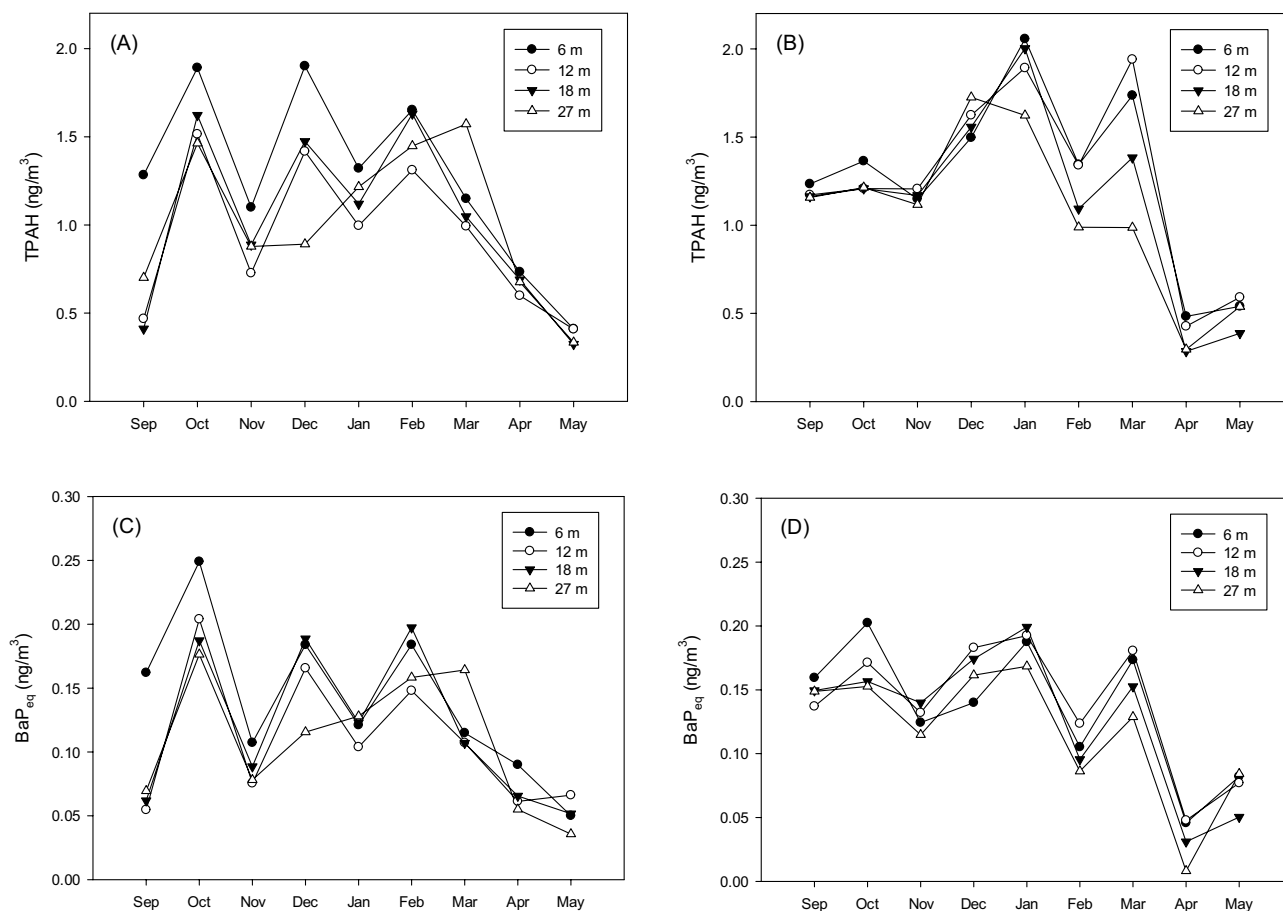 (A)
6 m
12 m
18 m
27 m
TPAH (ng/m³)
2.0
1.5
1.0
0.5
0.0
Sep Oct Nov Dec Jan Feb Mar Apr May
(B)
6 m
12 m
18 m
27 m
TPAH (ng/m³)
2.0
1.5
1.0
0.5
0.0
Sep Oct Nov Dec Jan Feb Mar Apr May
(C)
6 m
12 m
18 m
27 m
BaPeq (ng/m³)
0.30
0.25
0.20
0.15
0.10
0.05
0.00
Sep Oct Nov Dec Jan Feb Mar Apr May
(D)
6 m
12 m
18 m
27 m
BaPeq (ng/m³)
0.30
0.25
0.20
0.15
0.10
0.05
0.00
Sep Oct Nov Dec Jan Feb Mar Apr May